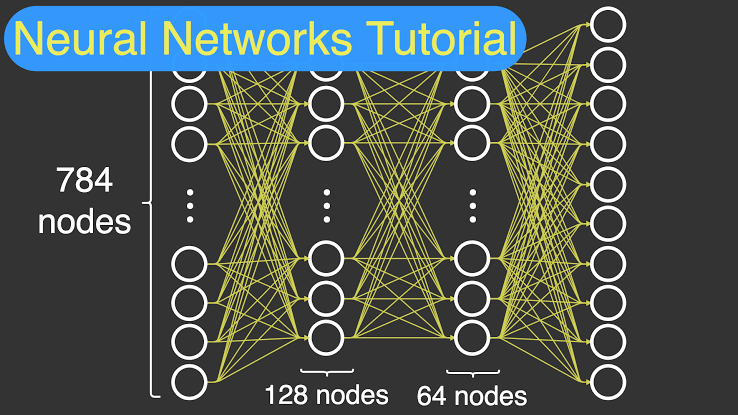 Neural Networks Tutorial
784
nodes
128 nodes
64 nodes